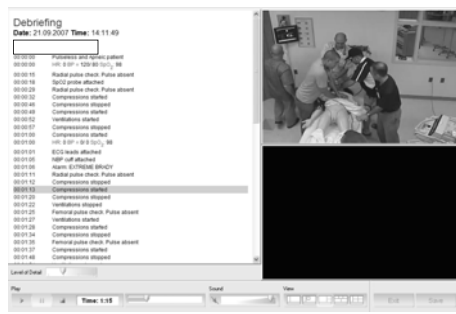 Debriefing
Date: 21.09.2007 Time: 14:11:49
00:00:00 Pulseless and Apneic patient
00:00:15 Radial pulse check. Pulse absent
00:00:18 SpO2 probe attached
00:00:29 Radial pulse check. Pulse absent
00:00:32 Compressions started
00:00:46 Compressions stopped
00:00:49 Compressions started
00:00:52 Ventilations started
00:00:57 Compressions stopped
00:01:00 Compressions started
00:01:01 ECG leads attached
00:01:05 NBP cuff attached
00:01:06 Alarm: EXTREME BRADY
00:01:11 Radial pulse check. Pulse absent
00:01:12 Compressions stopped
00:01:13 Compressions started
00:01:20 Compressions stopped
00:01:22 Ventilations stopped
00:01:25 Femoral pulse check. Pulse absent
00:01:27 Ventilations started
00:01:28 Compressions started
00:01:34 Compressions stopped
00:01:35 Femoral pulse check. Pulse absent
00:01:37 Compressions started
00:01:48 Compressions stopped
Level of Detail
Play Sound View
Time: 1:15 Exit Save